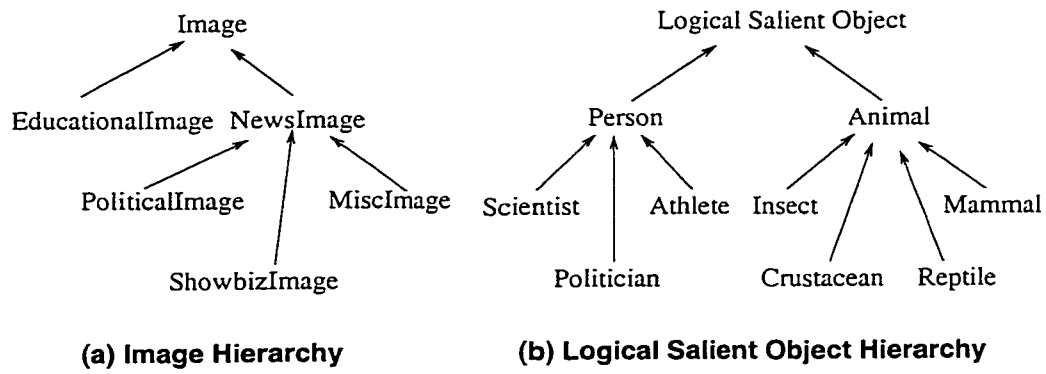 Image
Logical Salient Object
EducationalImage
NewsImage
Person
Animal
PoliticalImage
MiscImage
Scientist
Athlete
Insect
Mammal
ShowbizImage
Politician
Crustacean
Reptile
(a) Image Hierarchy
(b) Logical Salient Object Hierarchy